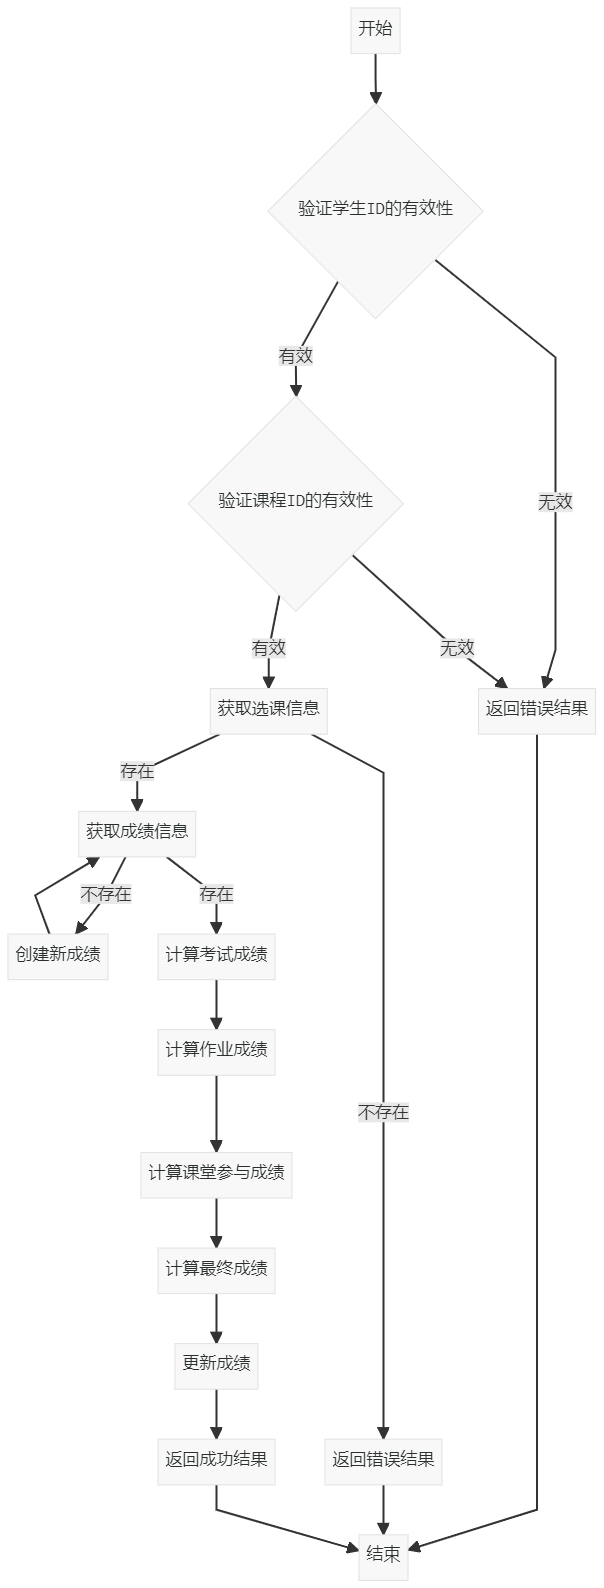 开始
验证学生ID的有效性
有效
验证课程ID的有效性
无效
有效
无效
获取选课信息
返回错误结果
存在
获取成绩信息
不存在
存在
创建新成绩
计算考试成绩
计算作业成绩
不存在
计算课堂参与成绩
计算最终成绩
更新成绩
返回成功结果
返回错误结果
结束